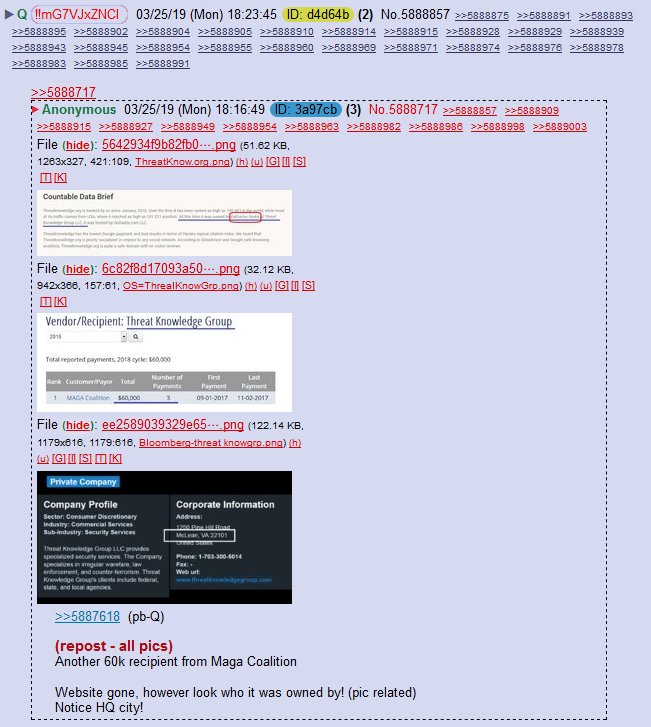 Q !!mG7VJxZNCI 03/25/19 (Mon) 18:23:45 ID: d4d64b (2) No.5888857 >>5888875 >>5888891 >>5888893
>>5888895 >>5888902 >>5888904 >>5888905 >>5888910 >>5888914 >>5888915 >>5888928 >>5888929 >>5888939
>>5888943 >>5888945 >>5888954 >>5888955 >>5888960 >>5888969 >>5888971 >>5888974 >>5888976 >>5888978
>>5888983 >>5888985 >>5888991
>>5888717
Anonymous 03/25/19 (Mon) 18:16:49 ID: 3a97cb (3) No.5888717 >>5888857 >>5888909
>>5888915 >>5888927 >>5888949 >>5888954 >>5888963 >>5888982 >>5888986 >>5888998 >>5889003
File (hide): 5642934f9b82fb0⋯.png (51.62 KB,
1263x327, 421:109, ThreatKnow.org.png) (h) (u) [G] [I] [S]
[T] [K]
Countable Data Brief
Threatknowledge.org is tracked by us since January, 2016. Over the time it has been ranked as high as
in the world, while most of its traffic comes from USA, where it reached as high as 101 231 position. All this time it was owned by Katharine Gorka of Threat
Knowledge Group LLC, it was hosted by GoDaddy.com LLC.
Threatknowledge has the lowest Google pagerank and bad results in terms of Yandex topical citation index. We found that
Threatknowledge.org is poorly 'socialized' in respect to any social network. According to Siteadvisor and Google safe browsing
analytics, Threatknowledge.org is quite a safe domain with no visitor reviews.
File (hide): 6c82f8d17093a50⋯.png (32.12 KB,
942x366, 157:61, OS=ThrealKnowGrp.png) (h) (u) [G] [I] [S]
[T] [K]
Vendor/Recipient: Threat Knowledge Group
2018
Total reported payments, 2018 cycle: $60,000
Rank Customer/Payor Total Number of Payments First Payment Last Payment
1 MAGA Coalition $60,000 3 09-01-2017 11-02-2017
File (hide): ee2589039329e65⋯.png (122.14 KB,
1179x616, 1179:616, Bloomberg-threat knowgrp.png) (h)
(u) [G] [I] [S] [T] [K]
Private Company
Company Profile
Sector: Consumer Discretionary
Industry: Commercial Services
Sub-Industry: Security Services
Threat Knowledge Group LLC provides
specialized security services. The Company
specializes in irregular warefare, law
enforcement, and counter-terrorism. Threat
Knowledge Group's clients include federal,
state, and local agencies.
Corporate Information
Address:
1250 Pine Hill Road
McLean, VA 22101
United States
Phone: 1-703-300-5014
Fax: -
Web url:
www.threatknowledgegroup.com
>>5887618 (pb-Q)
(repost - all pics)
Another 60k recipient from Maga Coalition
Website gone, however look who it was owned by! (pic related)
Notice HQ city!